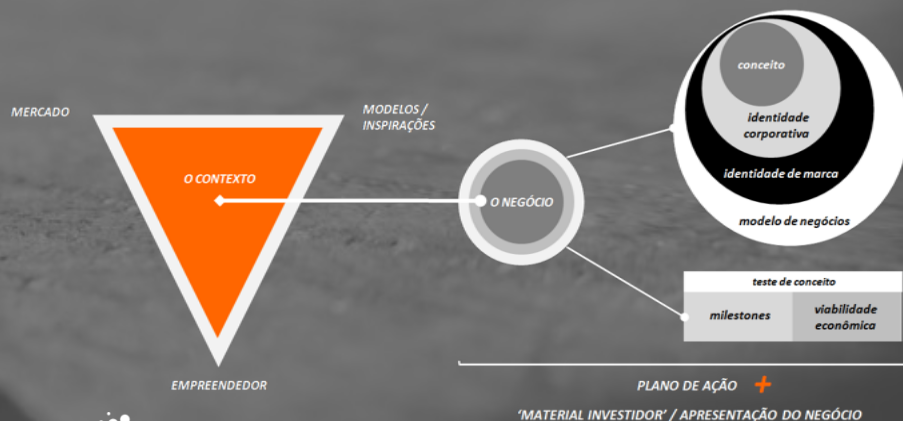 MERCADO
MODELOS /
INSPIRAÇÕES
O CONTEXTO
EMPREENDEDOR
O NEGÓCIO
conceito
identidade
corporativa
identidade de marca
modelo de negócios
teste de conceito
milestones
viabilidade
econômica
PLANO DE AÇÃO +
‘MATERIAL INVESTIDOR’ / APRESENTAÇÃO DO NEGÓCIO